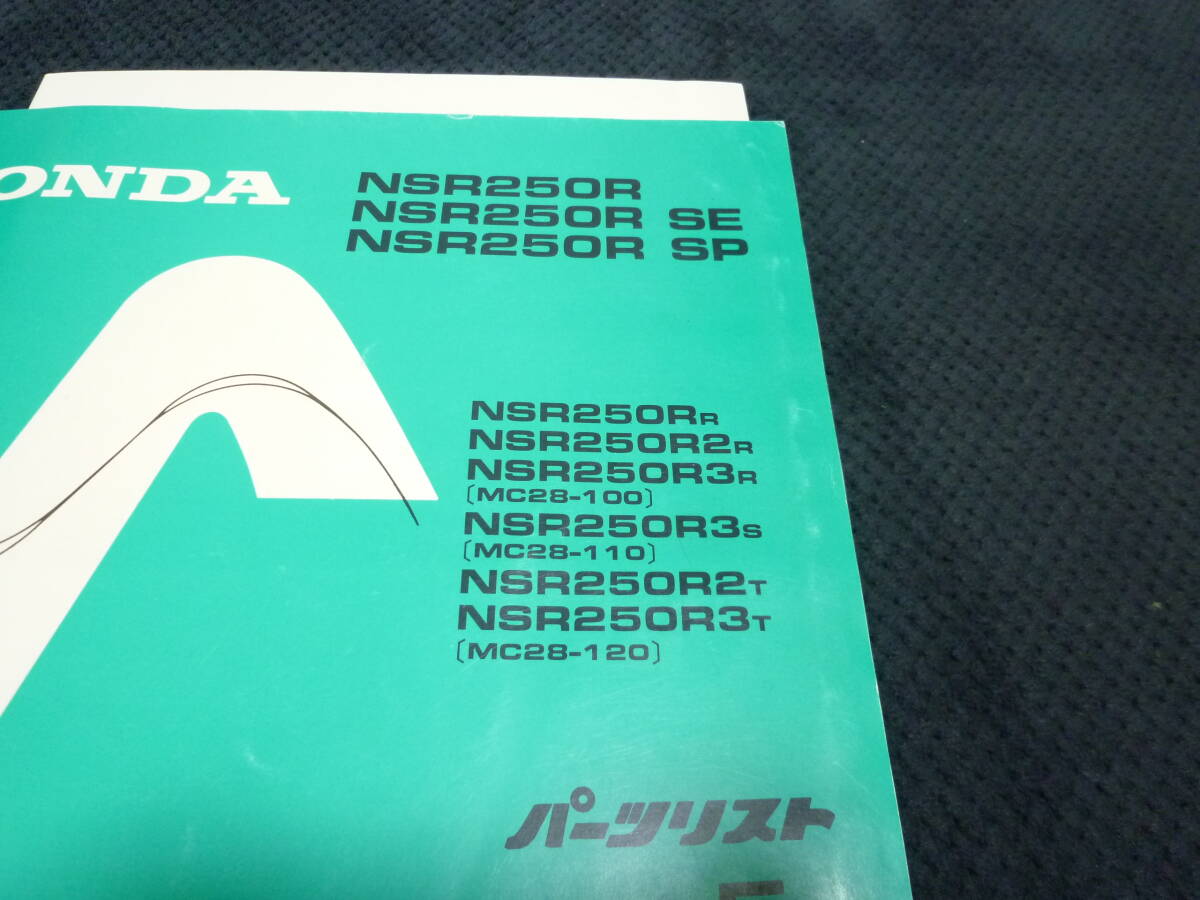 ONDA
NSR250R
NSR250R SE
NSR250R SP
NSR250RR
NSR250R2R
NSR250R3R
〔MC28-100〕
NSR250R3S
〔MC28-110〕
NSR250R2T
NSR250R3T
〔MC28-120〕
パーツリスト